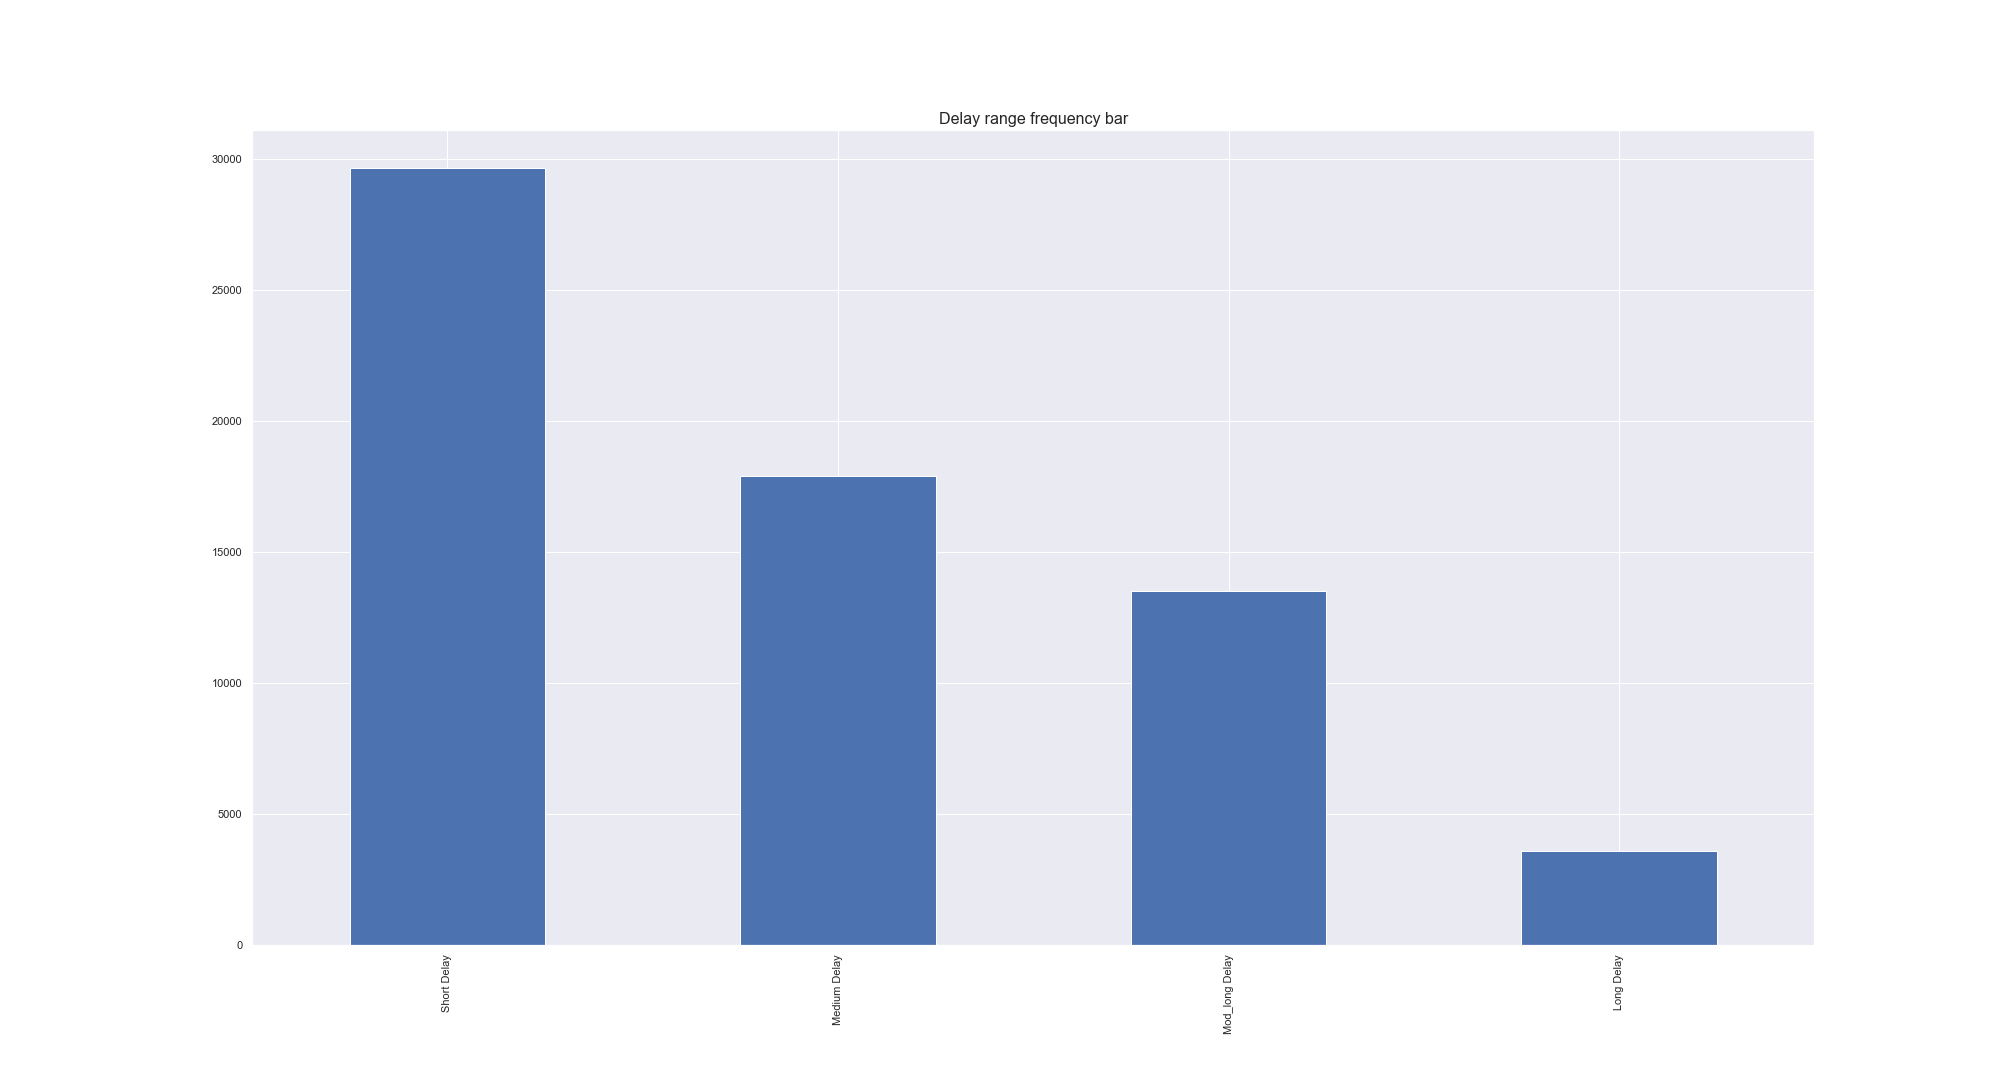 Delay range frequency bar
30000
25000
20000
15000
10000
5000
0
Short Delay
Medium Delay
Mod_long Delay
Long Delay